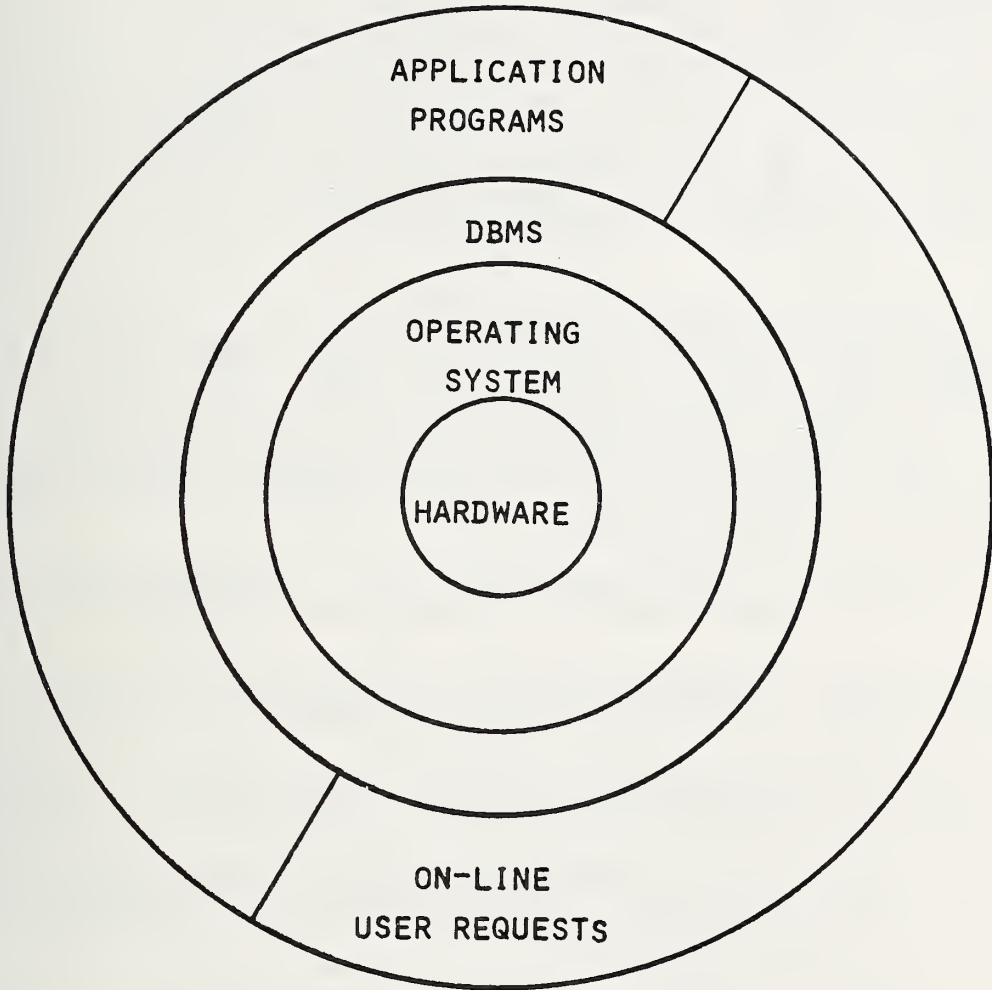 APPLICATION
PROGRAMS
DBMS
OPERATING
SYSTEM
HARDWARE
ON-LINE
USER REQUESTS